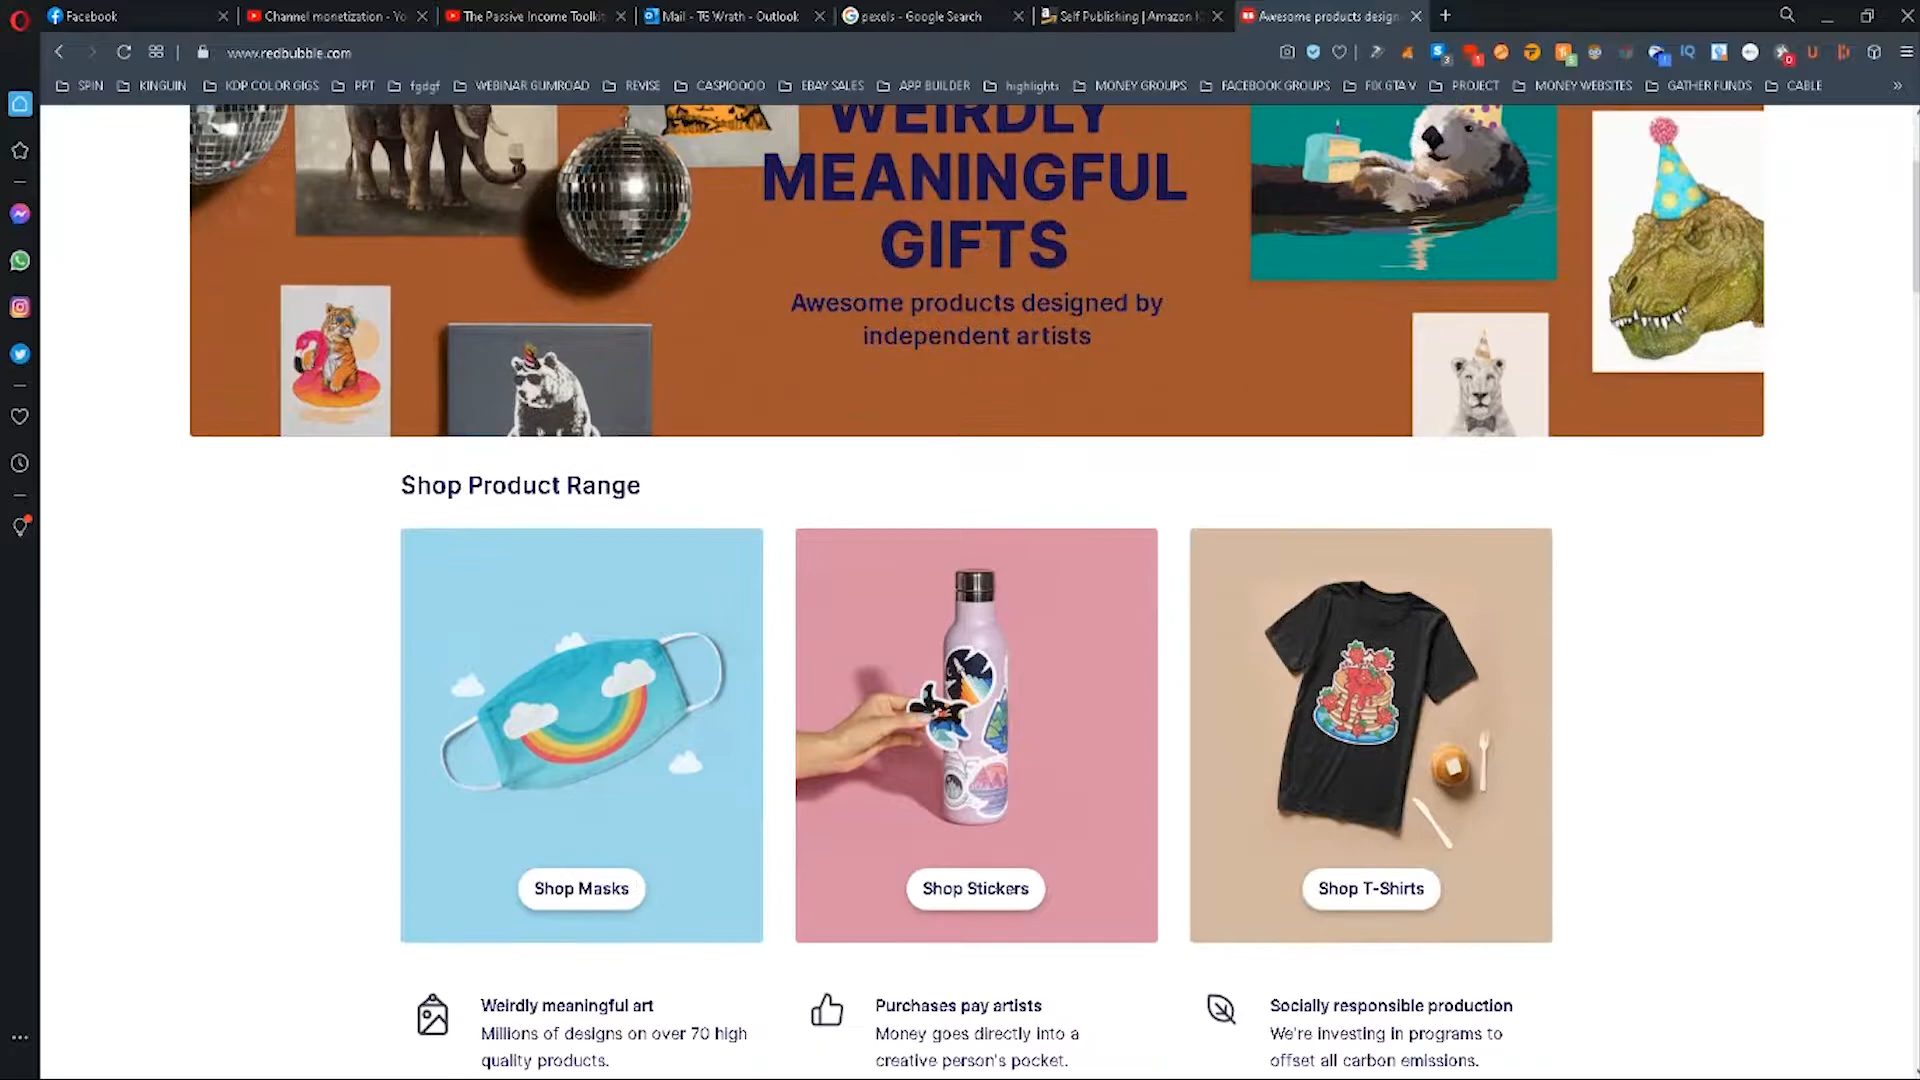 Facebook
Channel monetization - Yo
The Passive Income Toolki
Mail - TG Wrath - Outlook
pexels - Google Search
Self Publishing | Amazon K
Awesome products design
www.redbubble.com
SPIN
KINGUIN
KDP COLOR GIGS
PPT
fgdgf
WEBINAR GUMROAD
REVISE
CASPIOOOO
EBAY SALES
APP BUILDER
highlights
MONEY GROUPS
FACEBOOK GROUPS
FIX GTA V
PROJECT
MONEY WEBSITES
GATHER FUNDS
CABLE
WEIRDLY
MEANINGFUL
GIFTS
Awesome products designed by
independent artists
Shop Product Range
Shop Masks
Shop Stickers
Shop T-Shirts
Weirdly meaningful art
Millions of designs on over 70 high
quality products.
Purchases pay artists
Money goes directly into a
creative person's pocket.
Socially responsible production
We're investing in programs to
offset all carbon emissions.